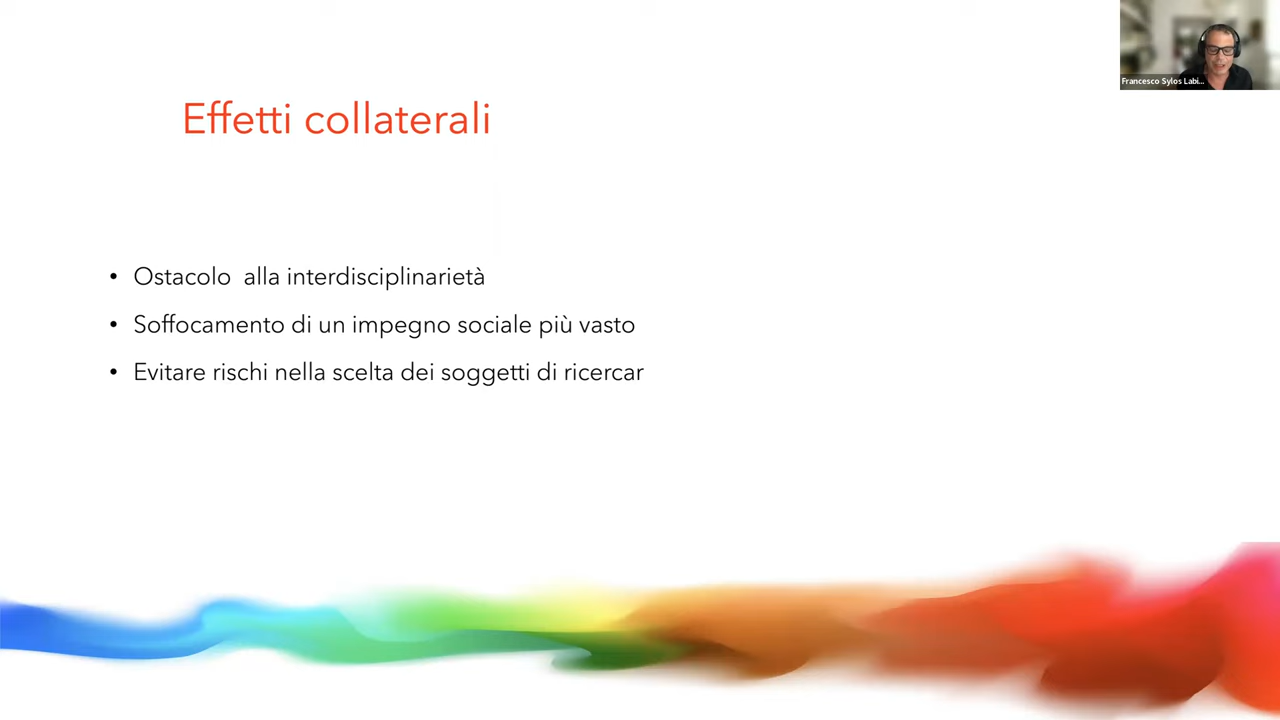 Francesco Sylos Labi...
Effetti collaterali
• Ostacolo  alla interdisciplinarietà
• Soffocamento di un impegno sociale più vasto
• Evitare rischi nella scelta dei soggetti di ricercar